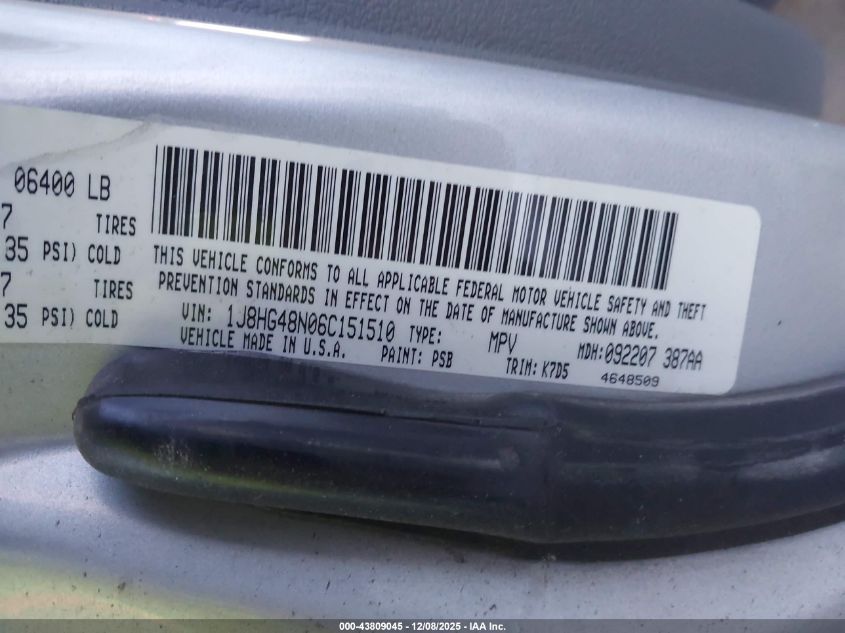 06400 LB
7 TIRES
35 PSI) COLD
7 TIRES
35 PSI) COLD
THIS VEHICLE CONFORMS TO ALL APPLICABLE FEDERAL MOTOR VEHICLE SAFETY AND THEFT
PREVENTION STANDARDS IN EFFECT ON THE DATE OF MANUFACTURE SHOWN ABOVE.
VIN: 1J8HG48N06C151510 TYPE: MPV MDH: 092207 387AA
VEHICLE MADE IN U.S.A. PAINT: PSB TRIM: K7D5 4648509
000-43809045 - 12/08/2025 - IAA Inc.